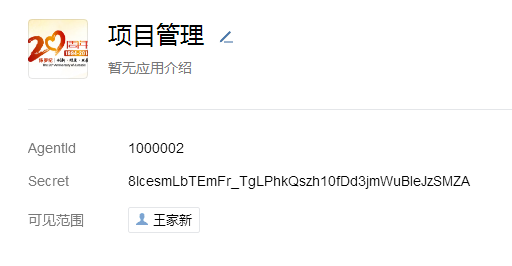 项目管理
暂无应用介绍
AgentId 1000002
Secret 8IcesmLbTEmFr_TgLPhkQszh10fDd3jmWuBleJzSMZA
可见范围 王家新